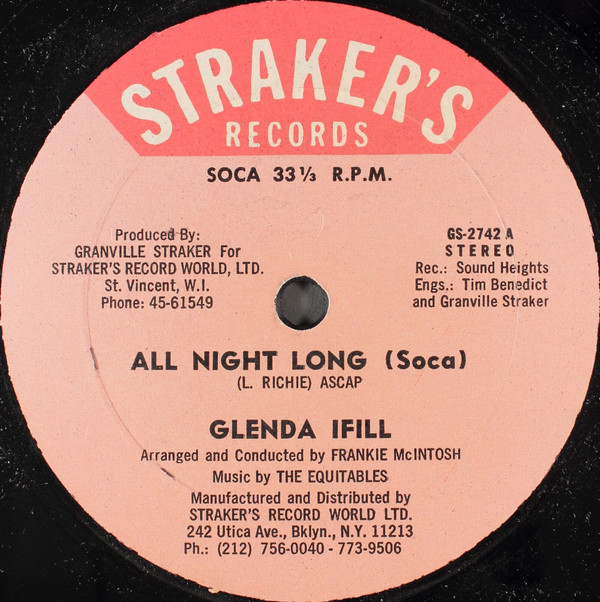 STRAKER'S
RECORDS
SOCA 33⅓ R.P.M.
Produced By:
GRANVILLE STRAKER For
STRAKER'S RECORD WORLD, LTD.
St. Vincent, W.I.
Phone: 45-61549
GS-2742 A
STEREO
Rec.: Sound Heights
Engs.: Tim Benedict
and Granville Straker
ALL NIGHT LONG (Soca)
(L. RICHIE) ASCAP
GLENDA IFILL
Arranged and Conducted by FRANKIE McINTOSH
Music by THE EQUITABLES
Manufactured and Distributed by
STRAKER'S RECORD WORLD LTD.
242 Utica Ave., Bklyn., N.Y. 11213
Ph.: (212) 756-0040 - 773-9506